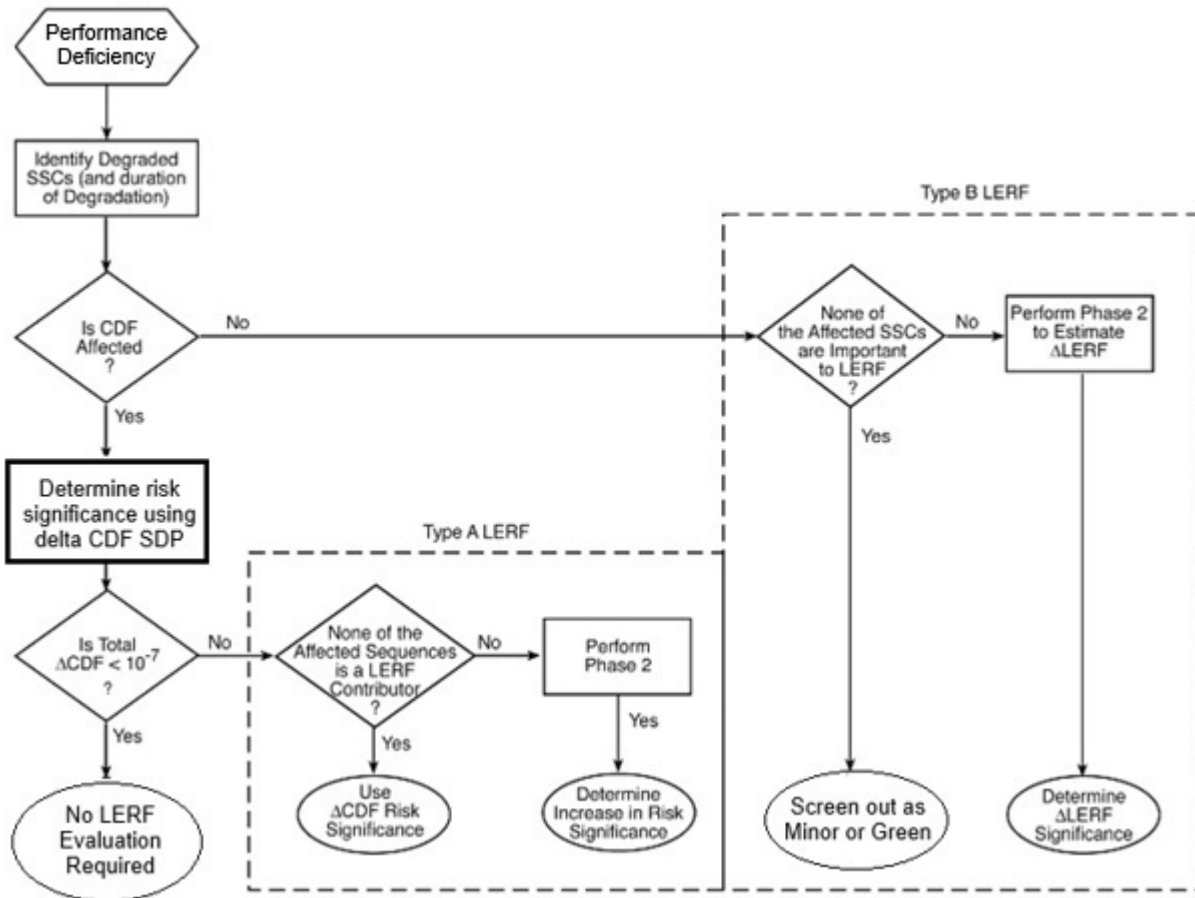 Performance
Deficiency
Identify Degraded
SSCs (and duration
of Degradation)
Type B LERF
Is CDF
Affected
?
No
None of
the Affected SSCs
are Important
to LERF
?
No
Perform Phase 2
to Estimate
ΔLERF
Yes
Yes
Determine risk
significance using
delta CDF SDP
Type A LERF
Is Total
ΔCDF < 10⁻⁷
?
No
None of the
Affected Sequences
is a LERF
Contributor
?
No
Perform
Phase 2
Yes
Yes
Yes
No LERF
Evaluation
Required
Use
ΔCDF Risk
Significance
Determine
Increase in Risk
Significance
Screen out as
Minor or Green
Determine
ΔLERF
Significance